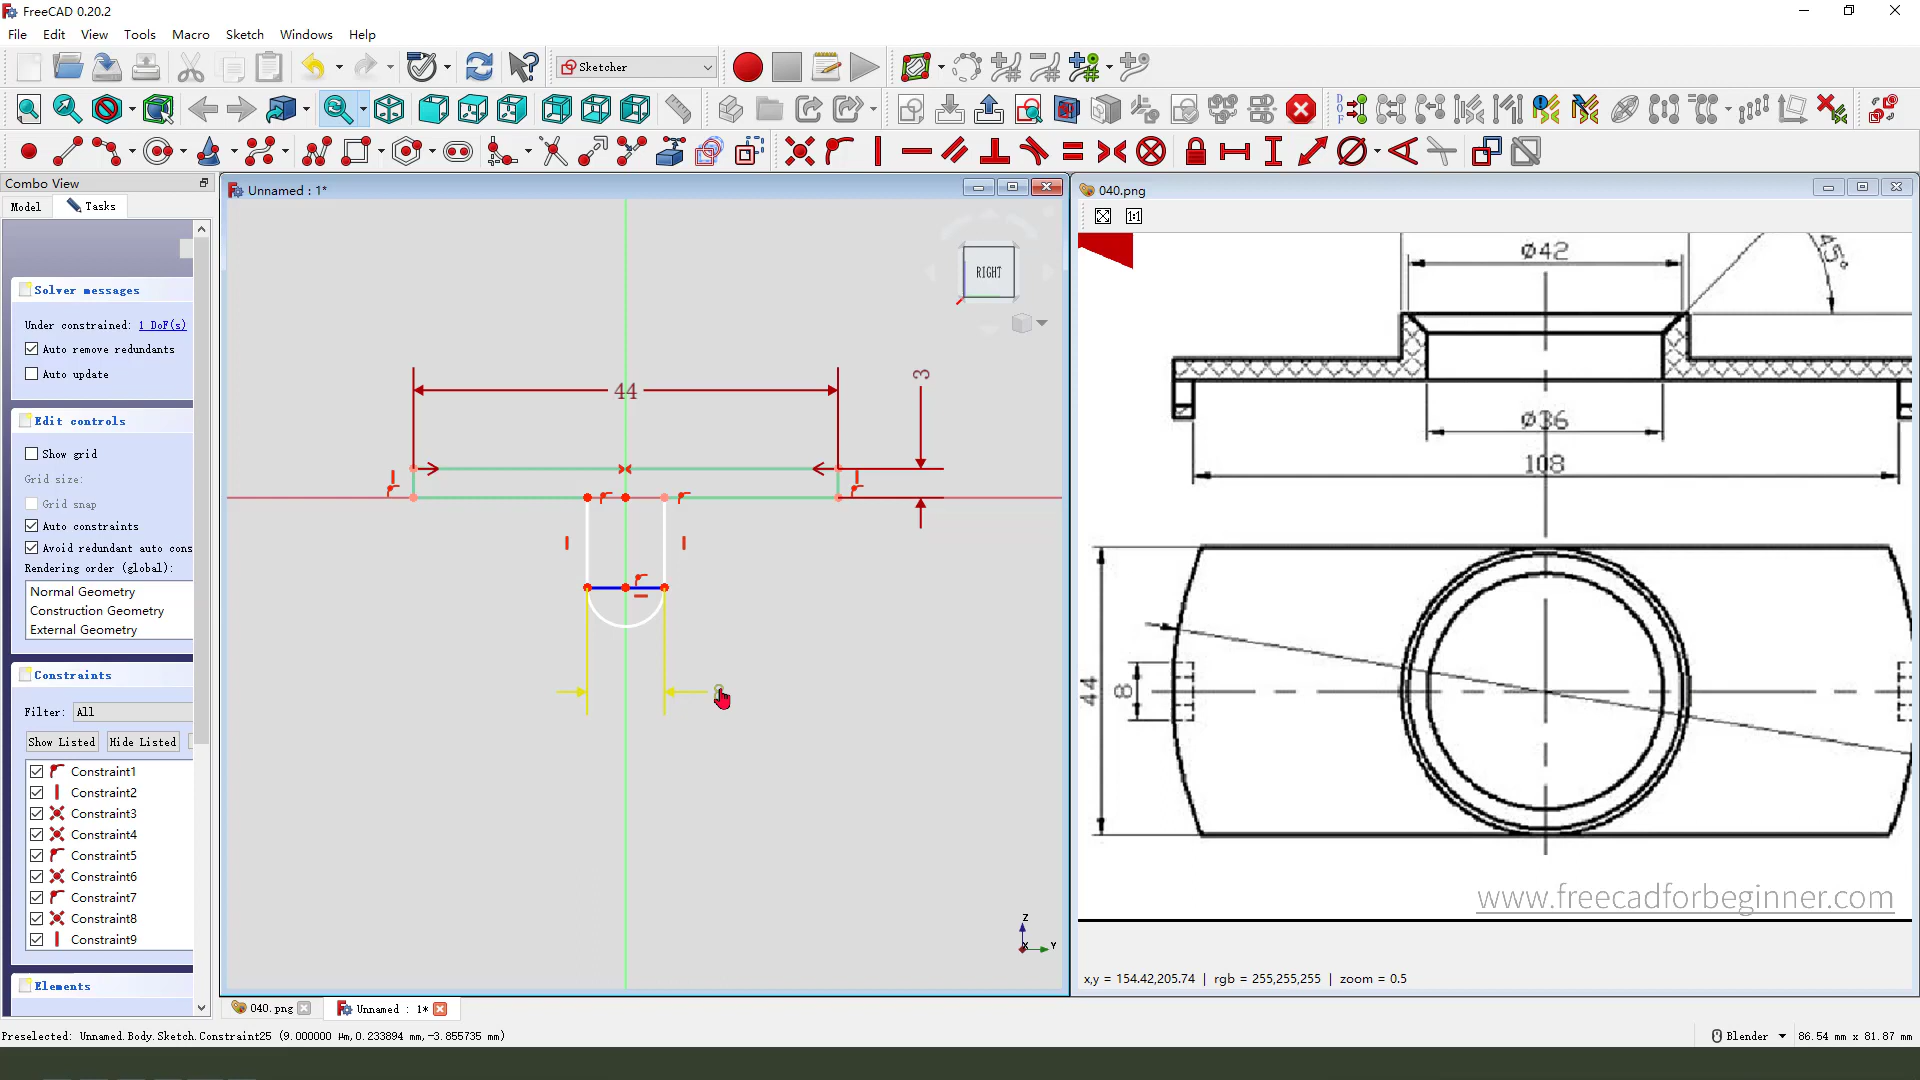 FreeCAD 0.20.2
File Edit View Tools Macro Sketch Windows Help
Sketcher
Combo View
Model Tasks
Solver messages
Under constrained: 1 DoF(s)
Auto remove redundants
Auto update
Edit controls
Show grid
Grid size:
Grid snap
Auto constraints
Avoid redundant auto cons
Rendering order (global):
Normal Geometry
Construction Geometry
External Geometry
Constraints
Filter: All
Show Listed Hide Listed
Constraint1
Constraint2
Constraint3
Constraint4
Constraint5
Constraint6
Constraint7
Constraint8
Constraint9
Elements
Unnamed : 1*
RIGHT
44
3
Z
Y
X
040.png
1:1
Ø42
45°
Ø36
108
44
8
www.freecadforbeginner.com
x,y = 154.42,205.74 | rgb = 255,255,255 | zoom = 0.5
040.png Unnamed : 1*
Preselected: Unnamed.Body.Sketch.Constraint25 (9.000000 µm,0.233894 mm,-3.855735 mm)
Blender 86.54 mm x 81.87 mm